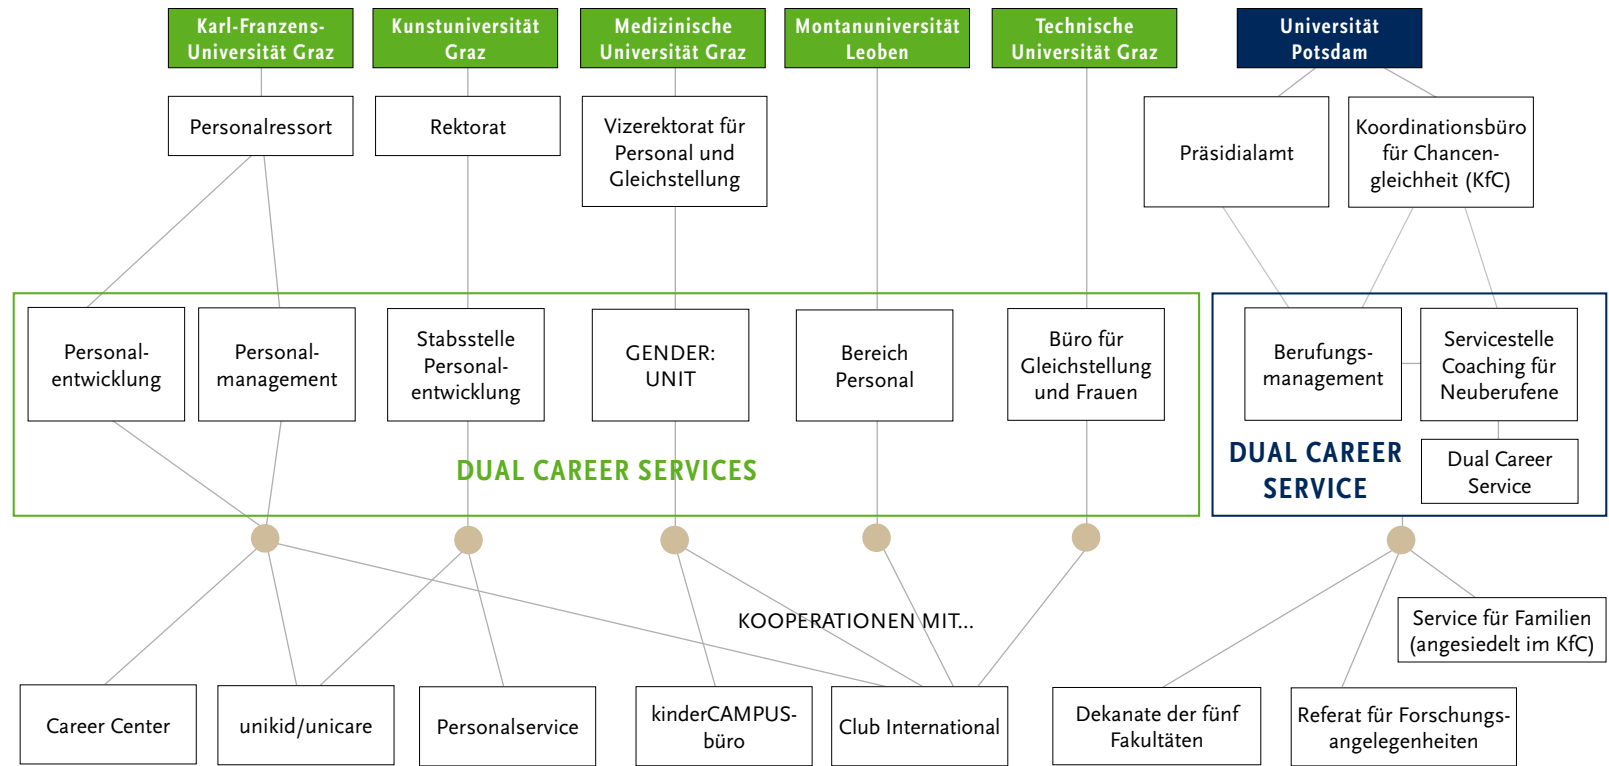 Karl-Franzens-
Universität Graz
Kunstuniversität
Graz
Medizinische
Universität Graz
Montanuniversität
Leoben
Technische
Universität Graz
Universität
Potsdam
Personalressort
Rektorat
Vizerektorat für
Personal und
Gleichstellung
Präsidialamt
Koordinationsbüro
für Chancen-
gleichheit (KfC)
Personal-
entwicklung
Personal-
management
Stabsstelle
Personal-
entwicklung
GENDER:
UNIT
Bereich
Personal
Büro für
Gleichstellung
und Frauen
Berufungs-
management
Servicestelle
Coaching für
Neuberufene
DUAL CAREER SERVICES
DUAL CAREER
SERVICE
Dual Career
Service
KOOPERATIONEN MIT...
Service für Familien
(angesiedelt im KfC)
Career Center
unikid/unicare
Personalservice
kinderCAMPUS-
büro
Club International
Dekanate der fünf
Fakultäten
Referat für Forschungs-
angelegenheiten